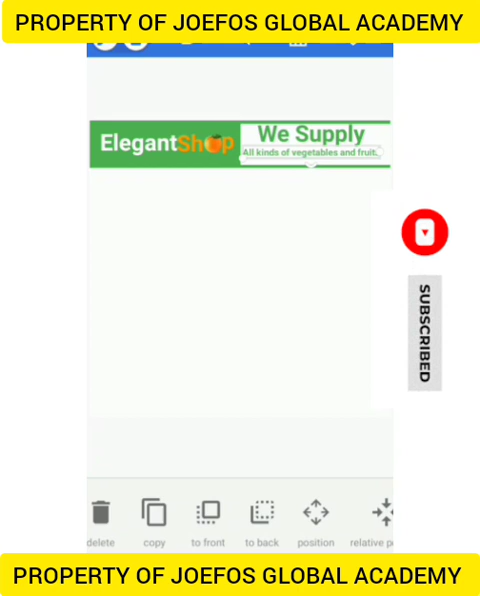 PROPERTY OF JOEFOS GLOBAL ACADEMY
ElegantShop
We Supply
All kinds of vegetables and fruit.
SUBSCRIBED
delete
copy
to front
to back
position
relative
PROPERTY OF JOEFOS GLOBAL ACADEMY